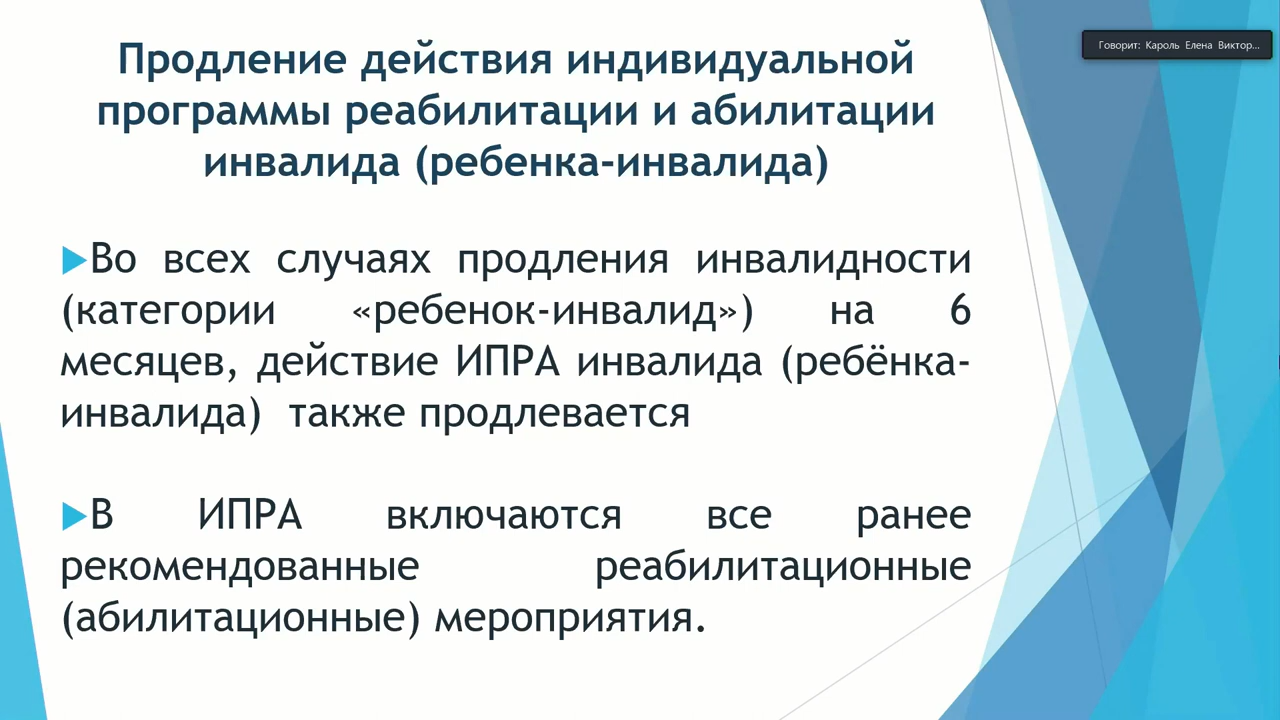 Говорит: Кароль Елена Виктор...
Продление действия индивидуальной
программы реабилитации и абилитации
инвалида (ребенка-инвалида)
Во всех случаях продления инвалидности
(категории «ребенок-инвалид») на 6
месяцев, действие ИПРА инвалида (ребёнка-
инвалида) также продлевается
В ИПРА включаются все ранее
рекомендованные реабилитационные
(абилитационные) мероприятия.